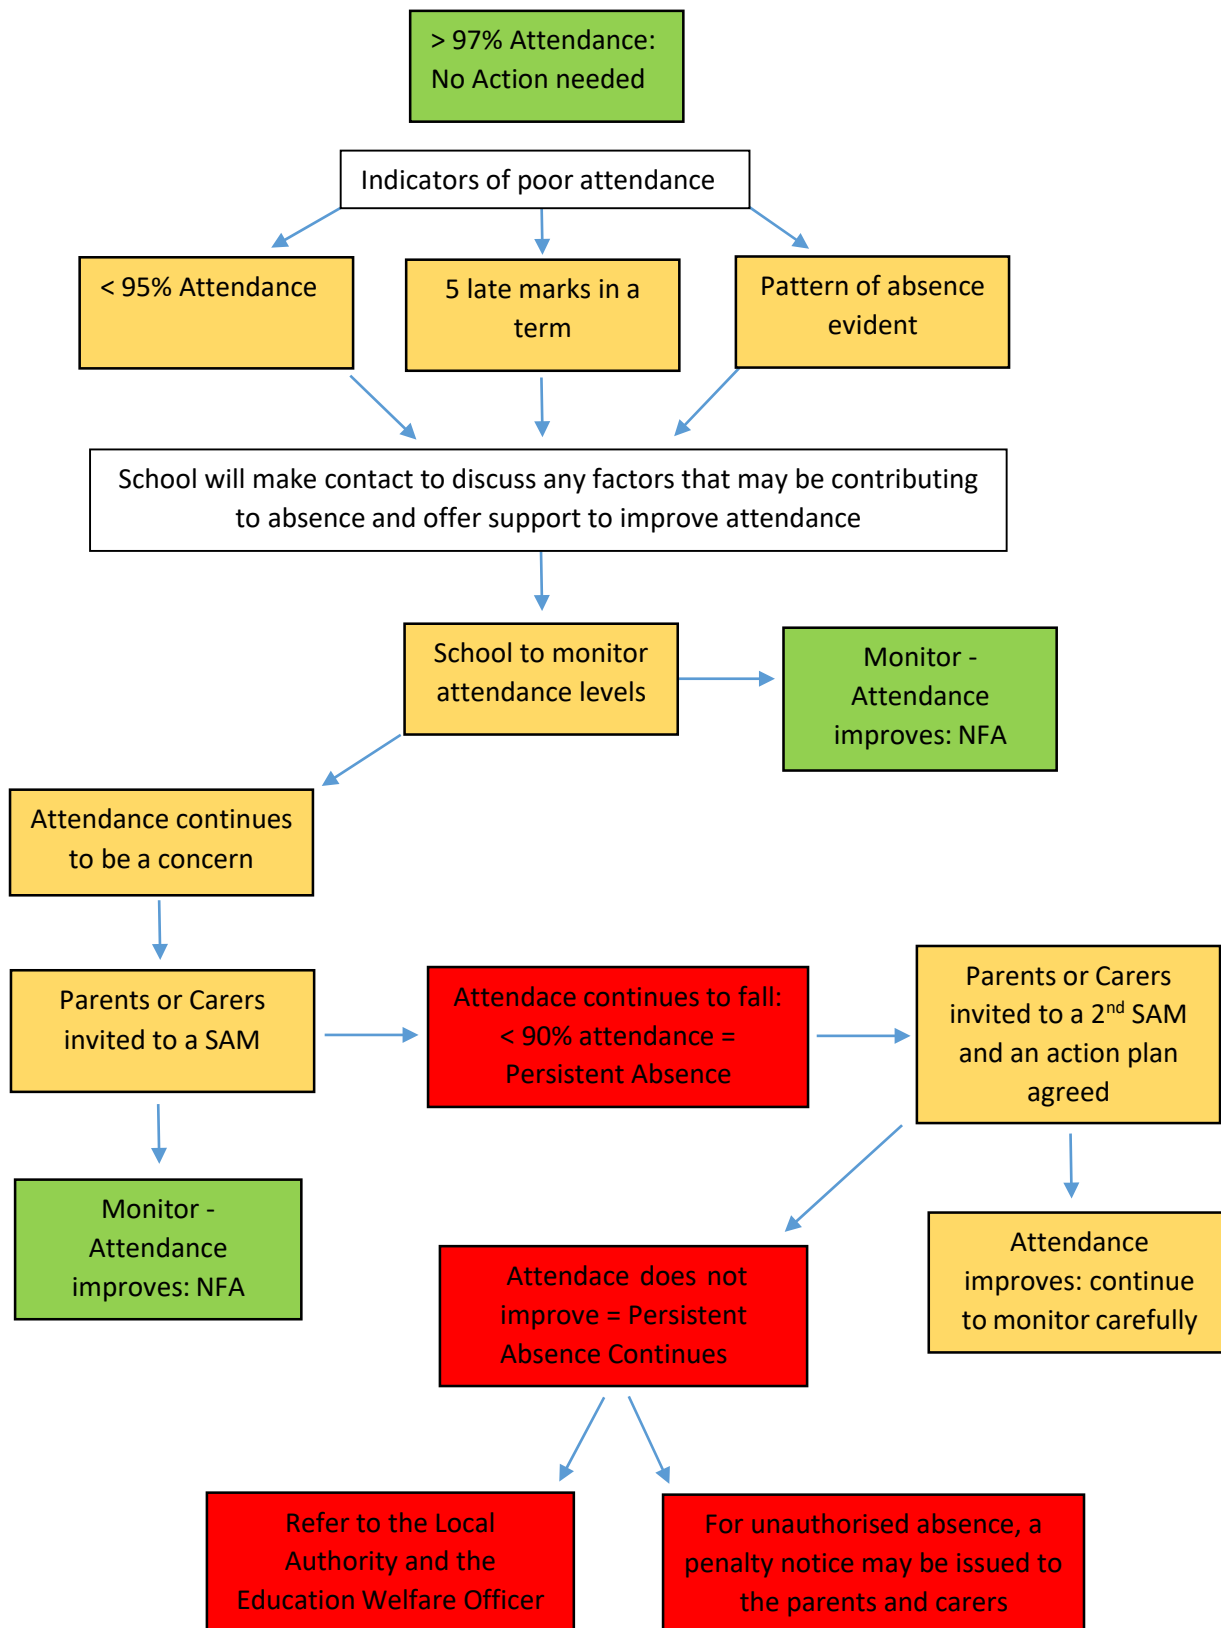 > 97% Attendance:
No Action needed
Indicators of poor attendance
< 95% Attendance
5 late marks in a
term
Pattern of absence
evident
School will make contact to discuss any factors that may be contributing
to absence and offer support to improve attendance
School to monitor
attendance levels
Monitor -
Attendance
improves: NFA
Attendance continues
to be a concern
Parents or Carers
invited to a SAM
Attendace continues to fall:
< 90% attendance =
Persistent Absence
Parents or Carers
invited to a 2nd SAM
and an action plan
agreed
Monitor -
Attendance
improves: NFA
Attendace does not
improve = Persistent
Absence Continues
Attendance
improves: continue
to monitor carefully
Refer to the Local
Authority and the
Education Welfare Officer
For unauthorised absence, a
penalty notice may be issued to
the parents and carers